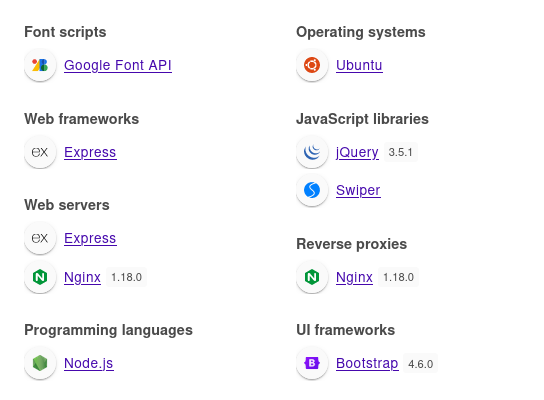 Font scripts
Google Font API
Web frameworks
ex Express
Web servers
ex Express
Nginx 1.18.0
Programming languages
Node.js
Operating systems
Ubuntu
JavaScript libraries
jQuery 3.5.1
Swiper
Reverse proxies
Nginx 1.18.0
UI frameworks
B Bootstrap 4.6.0